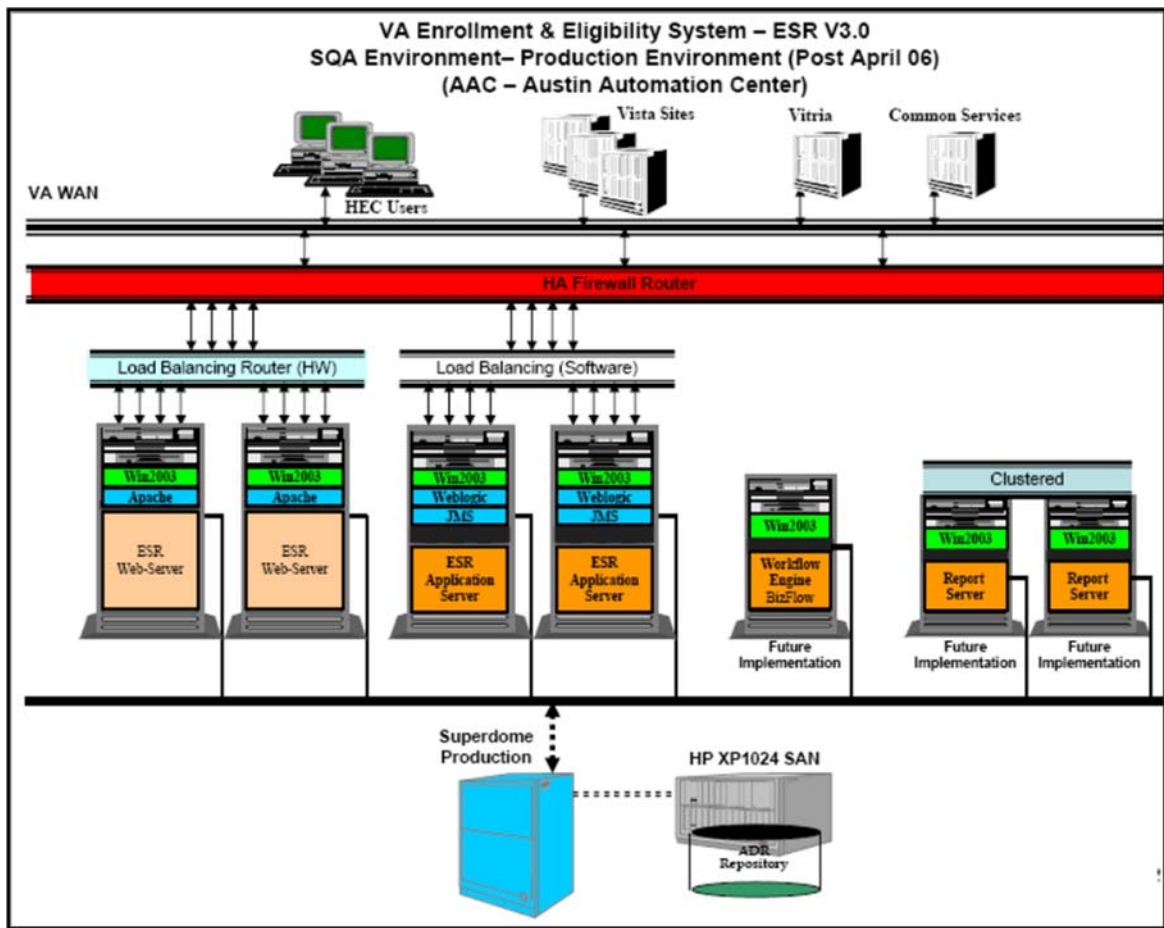 VA Enrollment & Eligibility System – ESR V3.0
SQA Environment– Production Environment (Post April 06)
(AAC – Austin Automation Center)
Vista Sites
Vitria
Common Services
VA WAN
HEC Users
HA Firewall Router
Load Balancing Router (HW)
Load Balancing (Software)
Win2003
Apache
ESR
Web-Server
Win2003
Apache
ESR
Web-Server
Win2003
Weblogic
JMS
ESR
Application
Server
Win2003
Weblogic
JMS
ESR
Application
Server
Win2003
Workflow
Engine
BizFlow
Future
Implementation
Clustered
Win2003
Report
Server
Future
Implementation
Win2003
Report
Server
Future
Implementation
Superdome
Production
HP XP1024 SAN
ADR
Repository